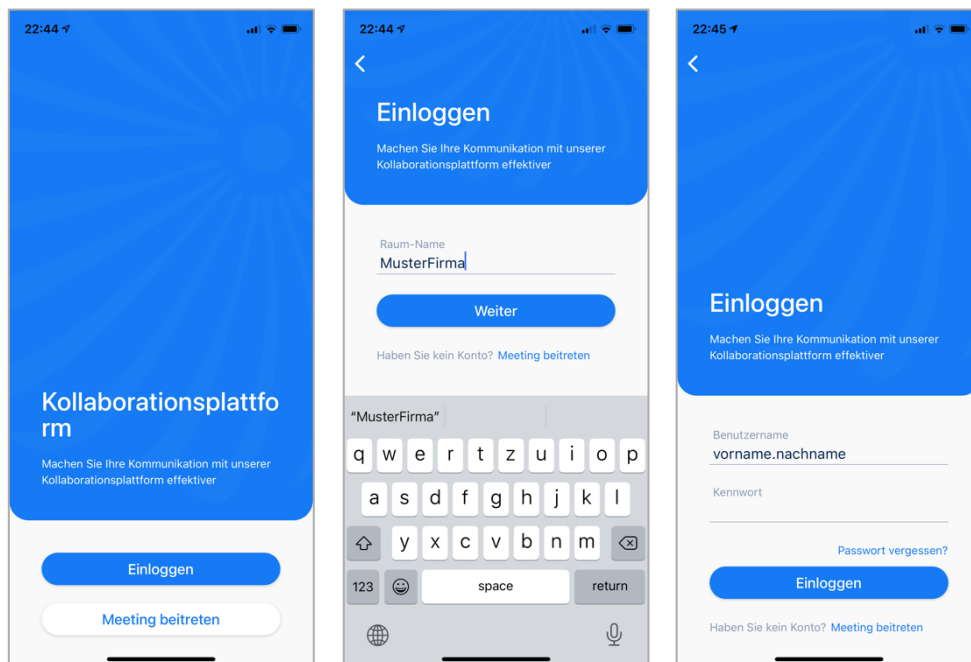 22:44
Kollaborationsplattfo
rm
Machen Sie Ihre Kommunikation mit unserer
Kollaborationsplattform effektiver
Einloggen
Meeting beitreten
22:44
Einloggen
Machen Sie Ihre Kommunikation mit unserer
Kollaborationsplattform effektiver
Raum-Name
MusterFirma
Weiter
Haben Sie kein Konto? Meeting beitreten
“MusterFirma”
q w e r t z u i o p
a s d f g h j k l
y x c v b n m
123 space return
22:45
Einloggen
Machen Sie Ihre Kommunikation mit unserer
Kollaborationsplattform effektiver
Benutzername
vorname.nachname
Kennwort
Passwort vergessen?
Einloggen
Haben Sie kein Konto? Meeting beitreten